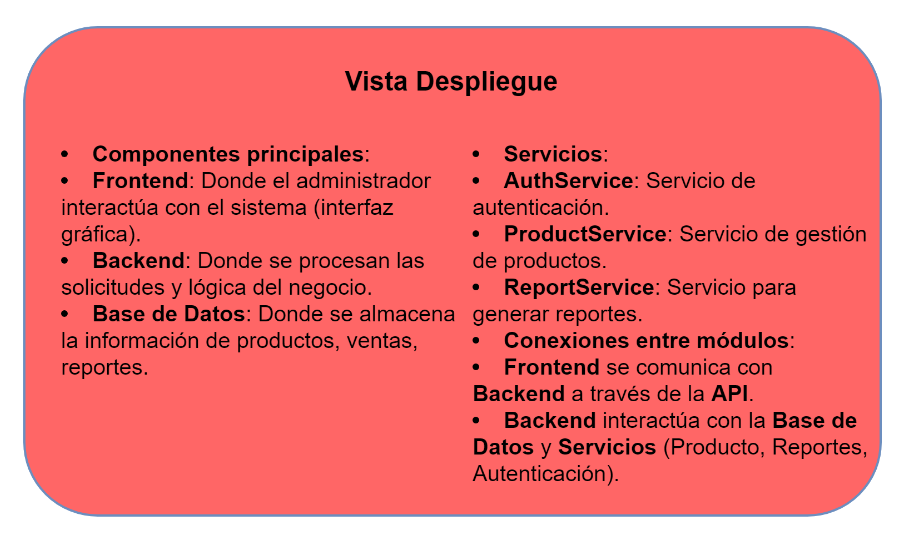 Vista Despliegue
• Componentes principales:
• Frontend: Donde el administrador
interactúa con el sistema (interfaz
gráfica).
• Backend: Donde se procesan las
solicitudes y lógica del negocio.
• Base de Datos: Donde se almacena
la información de productos, ventas,
reportes.
• Servicios:
• AuthService: Servicio de
autenticación.
• ProductService: Servicio de gestión
de productos.
• ReportService: Servicio para
generar reportes.
• Conexiones entre módulos:
• Frontend se comunica con
Backend a través de la API.
• Backend interactúa con la Base de
Datos y Servicios (Producto, Reportes,
Autenticación).